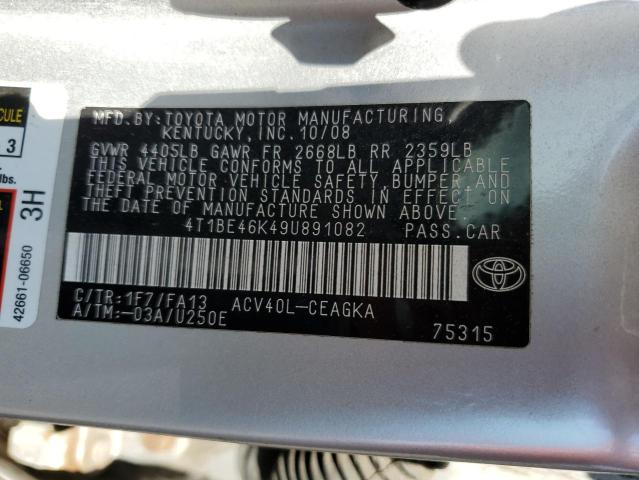 MFD.BY:TOYOTA MOTOR MANUFACTURING,
KENTUCKY,INC.10/08
GVWR 4405LB GAWR FR 2668LB RR 2359LB
THIS VEHICLE CONFORMS TO ALL APPLICABLE
FEDERAL MOTOR VEHICLE SAFETY,BUMPER AND
THEFT PREVENTION STANDARDS IN EFFECT ON
THE DATE OF MANUFACTURE SHOWN ABOVE.
4T1BE46K49U891082 PASS.CAR
C/TR:1F7/FA13 ACV40L-CEAGKA
A/TM:-03A/U250E
75315
3
lbs.
3H
42661-06650